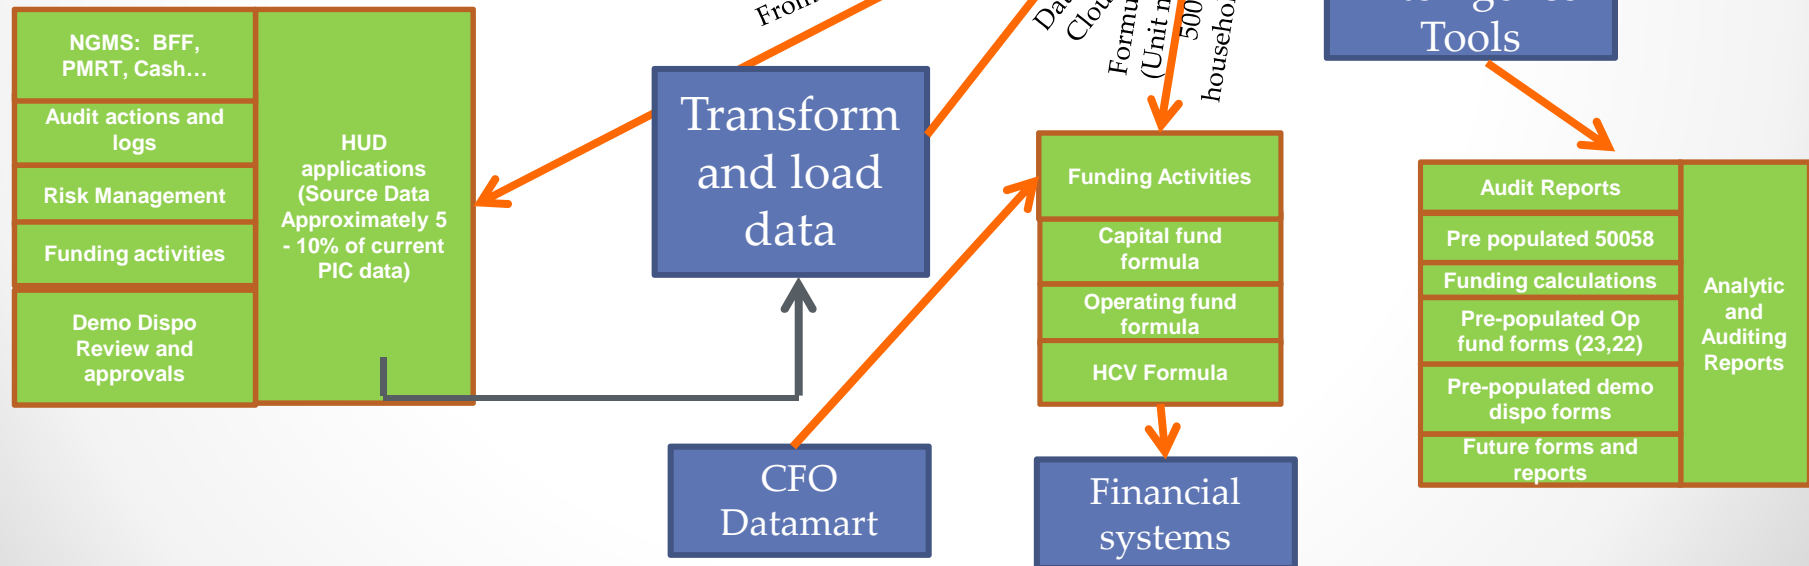 NGMS: BFF,
PMRT, Cash...
Audit actions and
logs
Risk Management
Funding activities
Demo Dispo
Review and
approvals
HUD
applications
(Source Data
Approximately 5
- 10% of current
PIC data)
From
Transform
and load
data
CFO
Datamart
(Unit
500
Funding Activities
Capital fund
formula
Operating fund
formula
HCV Formula
Financial
systems
Tools
Audit Reports
Pre populated 50058
Funding calculations
Pre-populated Op
fund forms (23,22)
Pre-populated demo
dispo forms
Future forms and
reports
Analytic
and
Auditing
Reports